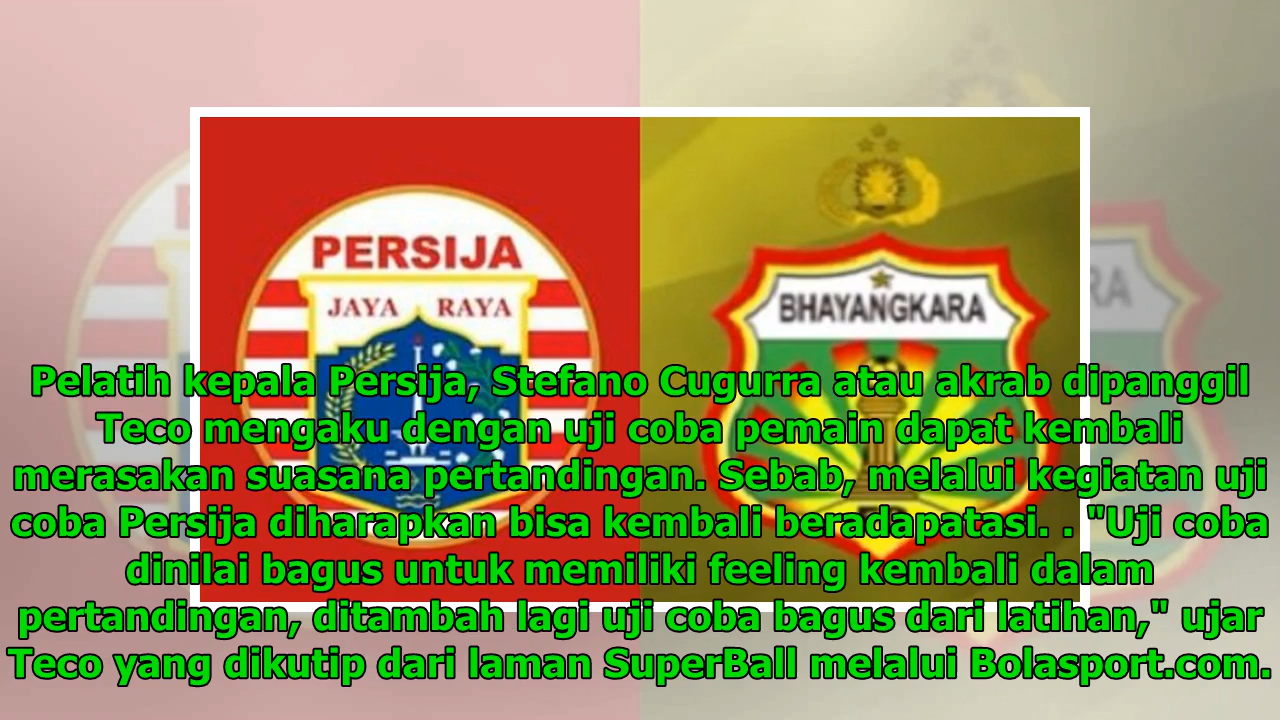 PERSIJA
JAYA RAYA
BHAYANGKARA
Pelatih kepala Persija, Stefano Cugurra atau akrab dipanggil
Teco mengaku dengan uji coba pemain dapat kembali
merasakan suasana pertandingan. Sebab, melalui kegiatan uji
coba Persija diharapkan bisa kembali beradapatasi. . "Uji coba
dinilai bagus untuk memiliki feeling kembali dalam
pertandingan, ditambah lagi uji coba bagus dari latihan," ujar
Teco yang dikutip dari laman SuperBall melalui Bolasport.com.